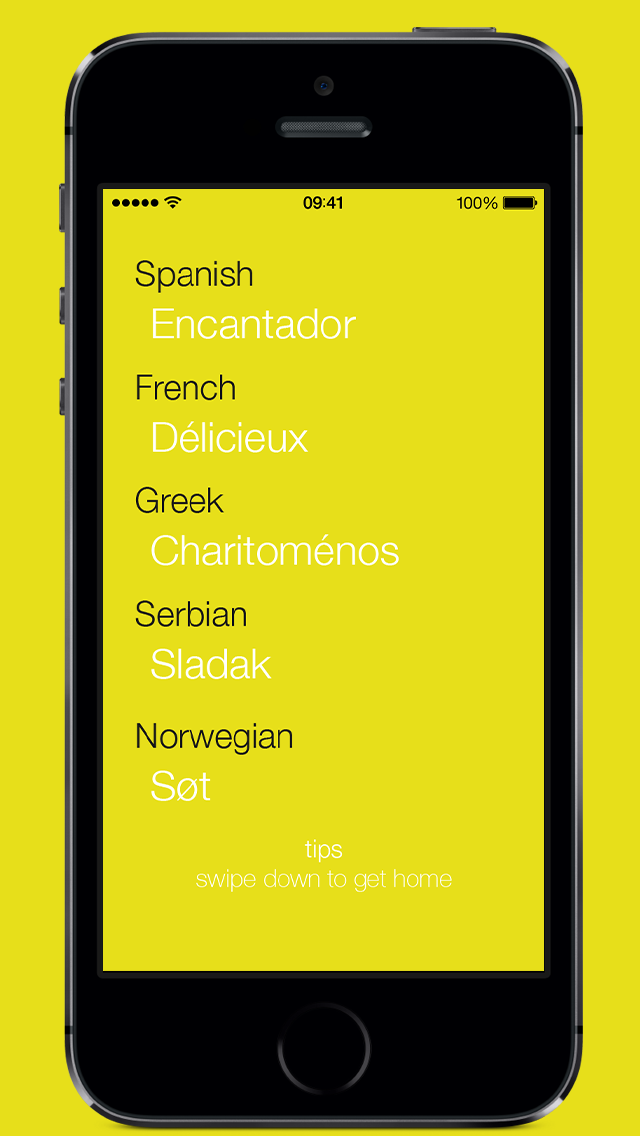 09:41 100%
Spanish
Encantador
French
Délicieux
Greek
Charitoménos
Serbian
Sladak
Norwegian
Søt
tips
swipe down to get home